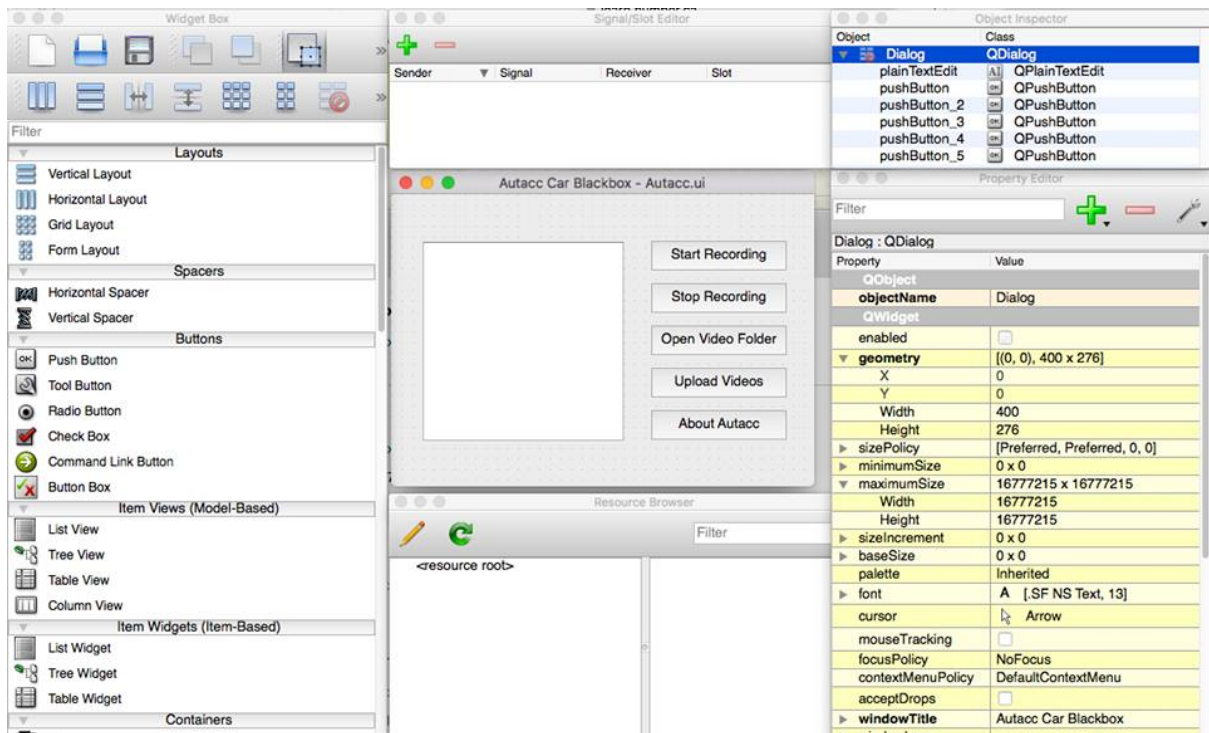 Widget Box
Filter
Layouts
Vertical Layout
Horizontal Layout
Grid Layout
Form Layout
Spacers
Horizontal Spacer
Vertical Spacer
Buttons
OK Push Button
Tool Button
Radio Button
Check Box
Command Link Button
Button Box
Item Views (Model-Based)
List View
Tree View
Table View
Column View
Item Widgets (Item-Based)
List Widget
Tree Widget
Table Widget
Containers
Signal/Slot Editor
Sender Signal Receiver Slot
Autacc Car Blackbox - Autacc.ui
Start Recording
Stop Recording
Open Video Folder
Upload Videos
About Autacc
Resource Browser
Filter
<resource root>
Object Inspector
Object Class
Dialog QDialog
plainTextEdit AI QPlainTextEdit
pushButton OK QPushButton
pushButton_2 OK QPushButton
pushButton_3 OK QPushButton
pushButton_4 OK QPushButton
pushButton_5 OK QPushButton
Property Editor
Filter
Dialog : QDialog
Property Value
QObject
objectName Dialog
QWidget
enabled
geometry [(0, 0), 400 x 276]
X 0
Y 0
Width 400
Height 276
sizePolicy [Preferred, Preferred, 0, 0]
minimumSize 0 x 0
maximumSize 16777215 x 16777215
Width 16777215
Height 16777215
sizeIncrement 0 x 0
baseSize 0 x 0
palette Inherited
font A [.SF NS Text, 13]
cursor Arrow
mouseTracking
focusPolicy NoFocus
contextMenuPolicy DefaultContextMenu
acceptDrops
windowTitle Autacc Car Blackbox